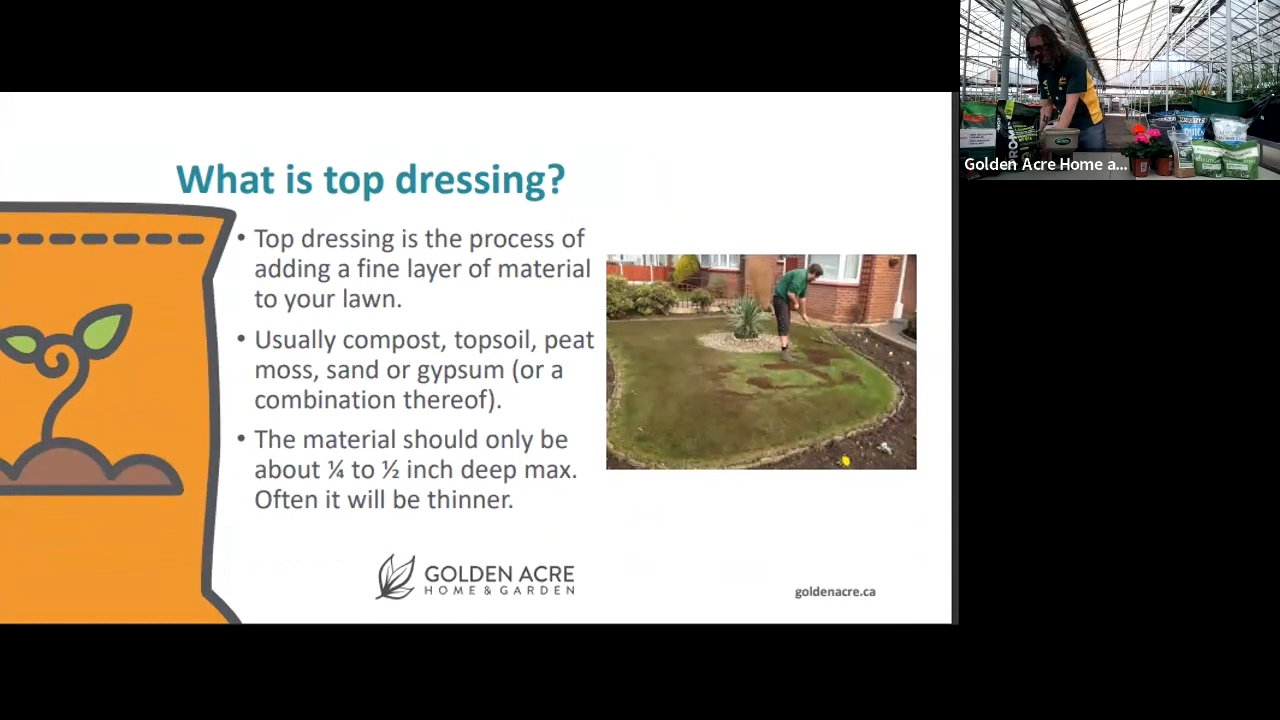 What is top dressing?
• Top dressing is the process of
adding a fine layer of material
to your lawn.
• Usually compost, topsoil, peat
moss, sand or gypsum (or a
combination thereof).
• The material should only be
about ¼ to ½ inch deep max.
Often it will be thinner.
GOLDEN ACRE
HOME & GARDEN
goldenacre.ca
Golden Acre Home a...
Scotts